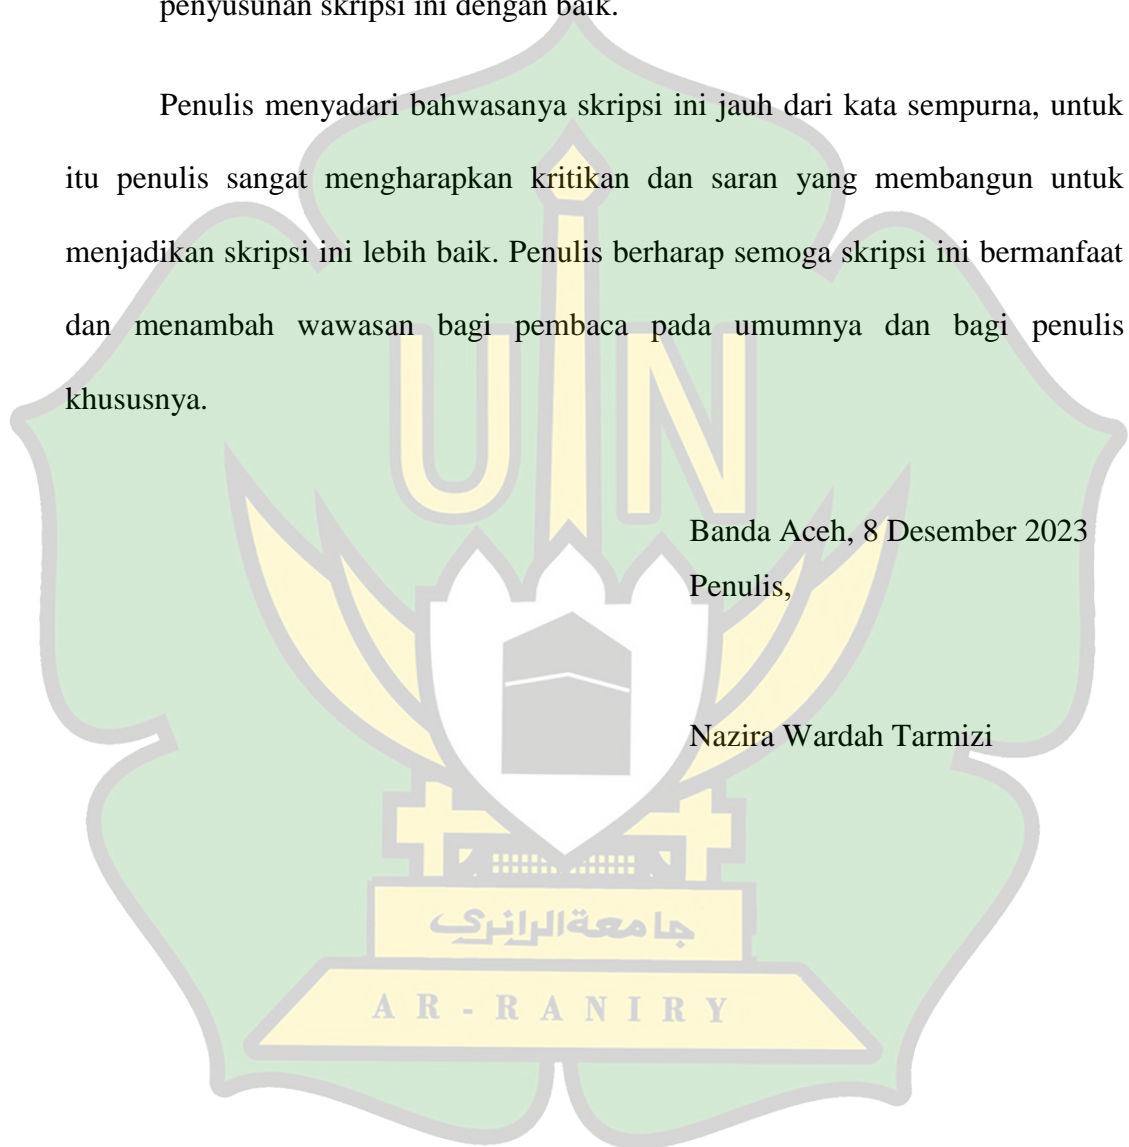 penyusunan skripsi ini dengan baik.
Penulis menyadari bahwasanya skripsi ini jauh dari kata sempurna, untuk
itu penulis sangat mengharapkan kritikan dan saran yang membangun untuk
menjadikan skripsi ini lebih baik. Penulis berharap semoga skripsi ini bermanfaat
dan menambah wawasan bagi pembaca pada umumnya dan bagi penulis
khususnya.
UIN
Banda Aceh, 8 Desember 2023
Penulis,
Nazira Wardah Tarmizi
جامعة الرانري
AR-RANIRY